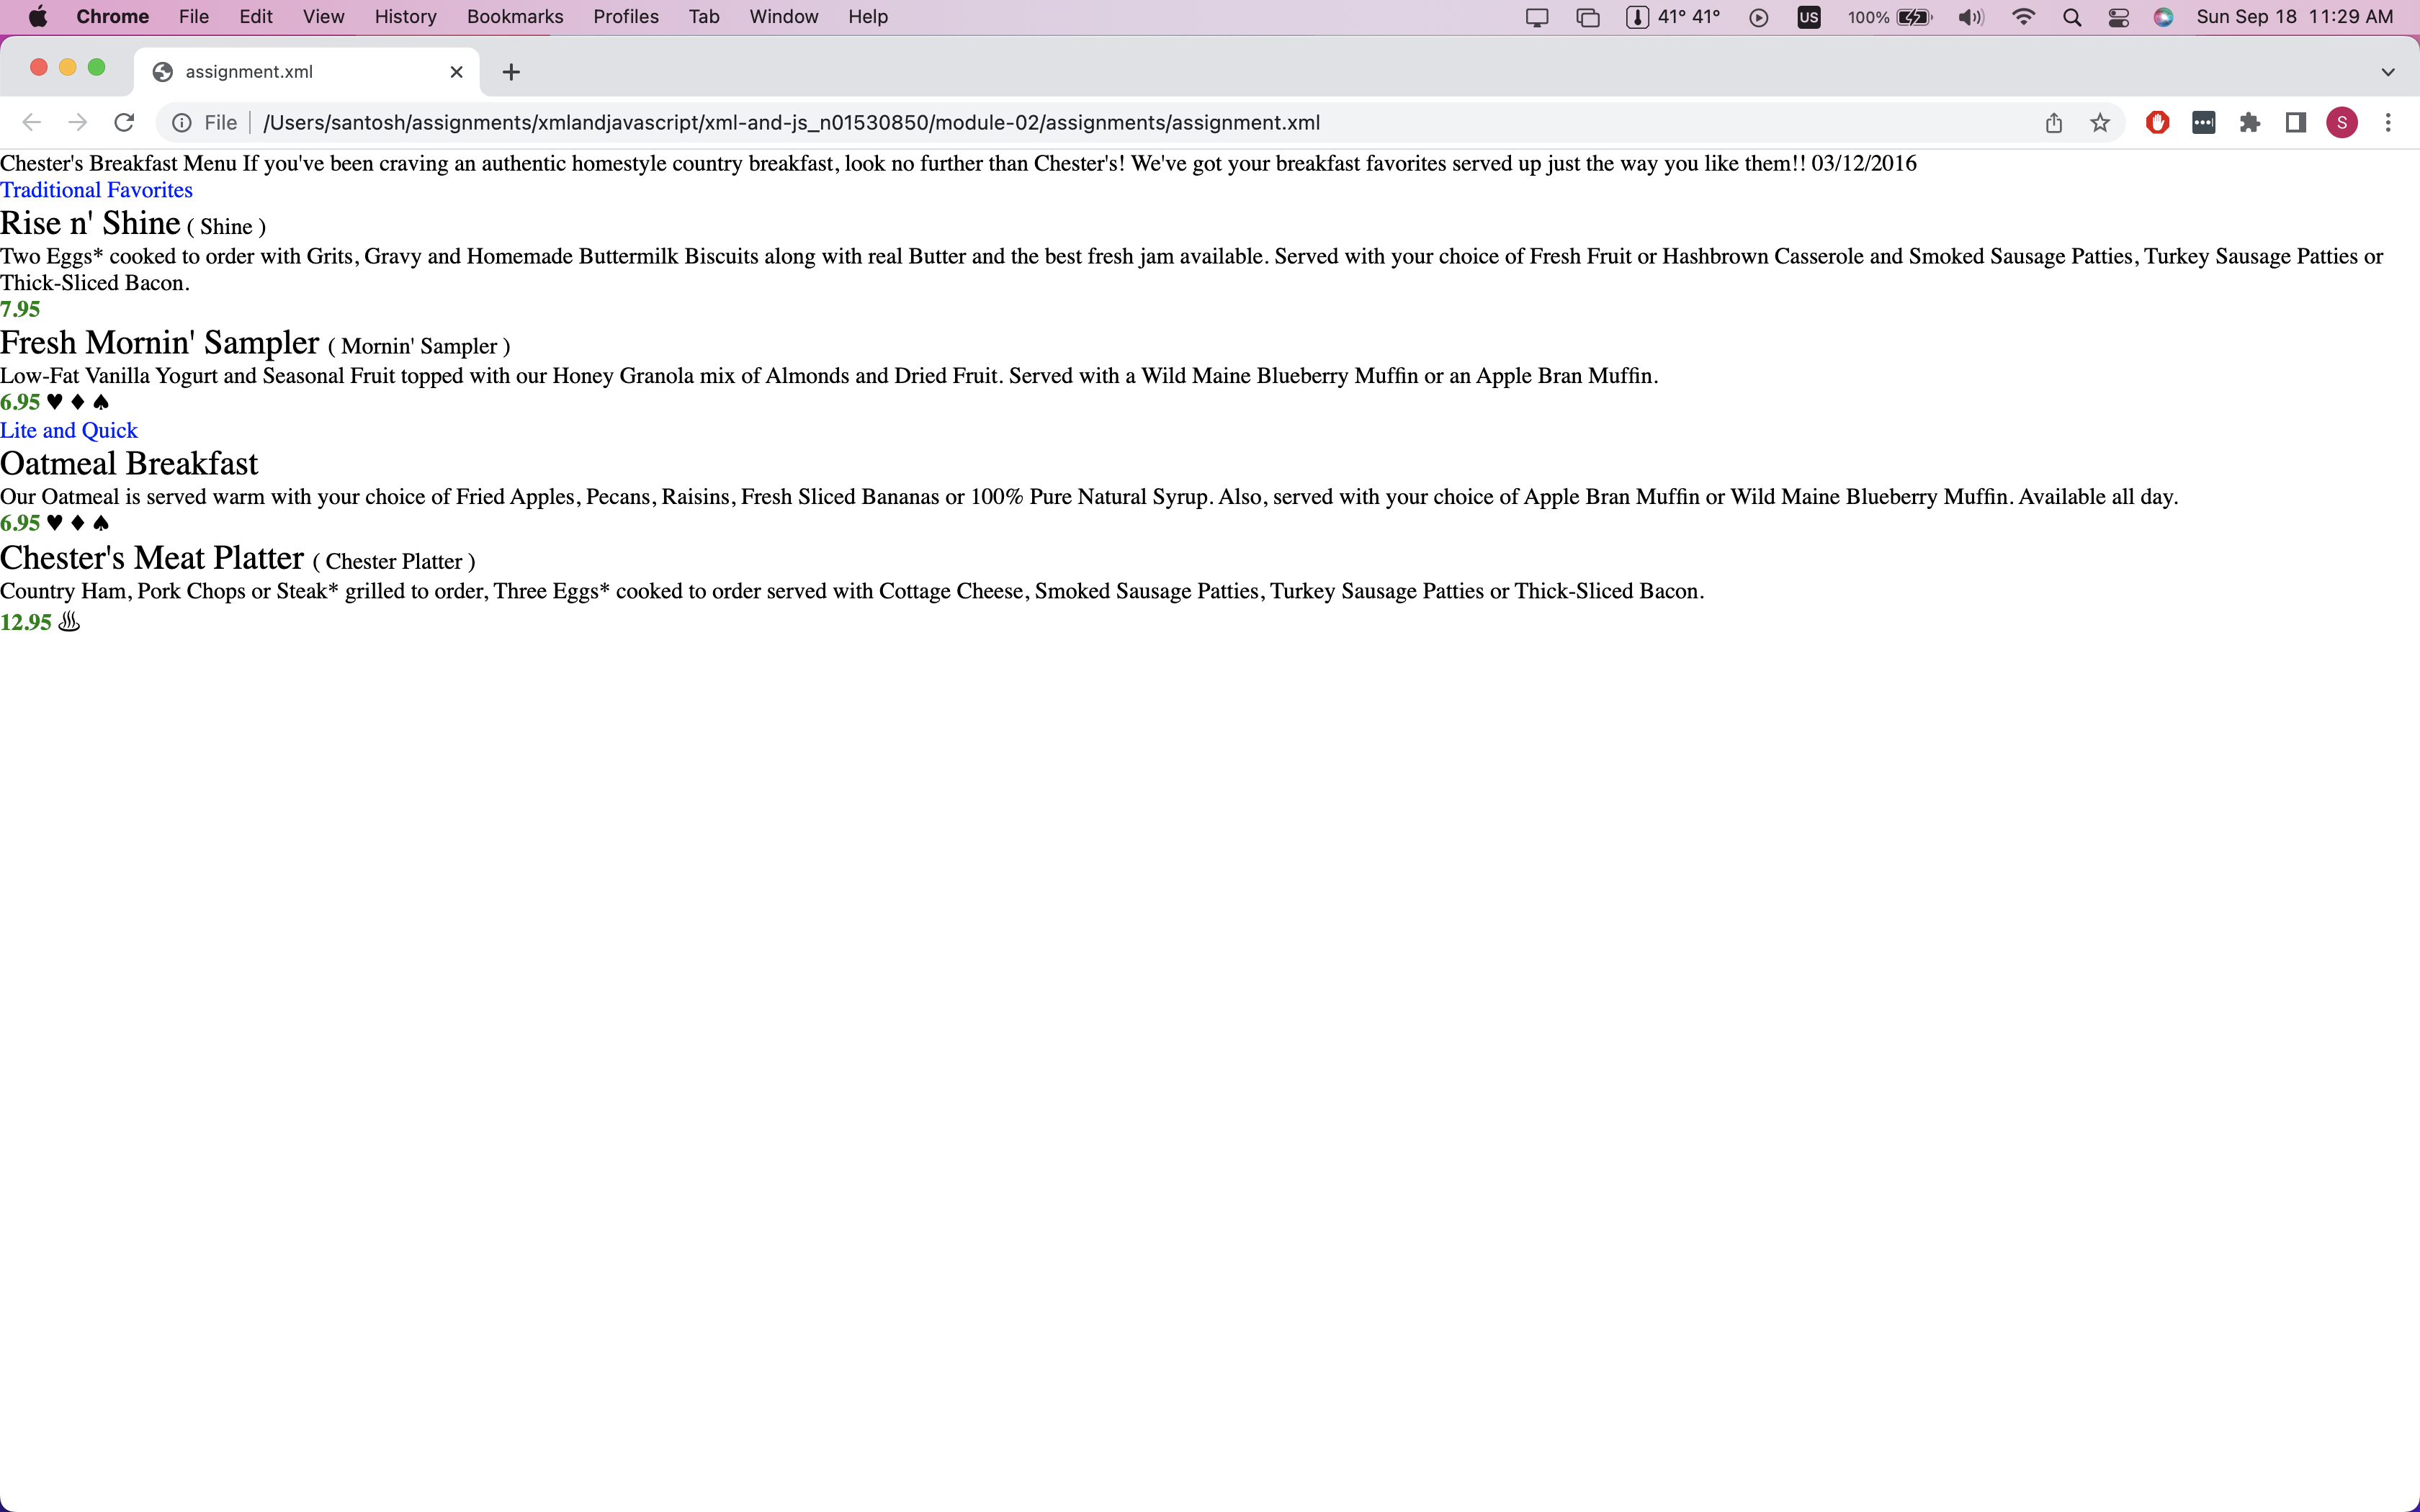 Chrome File Edit View History Bookmarks Profiles Tab Window Help 41° 41° US 100% Sun Sep 18 11:29 AM
assignment.xml
File /Users/santosh/assignments/xmlandjavascript/xml-and-js_n01530850/module-02/assignments/assignment.xml S
Chester's Breakfast Menu If you've been craving an authentic homestyle country breakfast, look no further than Chester's! We've got your breakfast favorites served up just the way you like them!! 03/12/2016
Traditional Favorites
Rise n' Shine ( Shine )
Two Eggs* cooked to order with Grits, Gravy and Homemade Buttermilk Biscuits along with real Butter and the best fresh jam available. Served with your choice of Fresh Fruit or Hashbrown Casserole and Smoked Sausage Patties, Turkey Sausage Patties or
Thick-Sliced Bacon.
7.95
Fresh Mornin' Sampler ( Mornin' Sampler )
Low-Fat Vanilla Yogurt and Seasonal Fruit topped with our Honey Granola mix of Almonds and Dried Fruit. Served with a Wild Maine Blueberry Muffin or an Apple Bran Muffin.
6.95 ♥ ♦ ♠
Lite and Quick
Oatmeal Breakfast
Our Oatmeal is served warm with your choice of Fried Apples, Pecans, Raisins, Fresh Sliced Bananas or 100% Pure Natural Syrup. Also, served with your choice of Apple Bran Muffin or Wild Maine Blueberry Muffin. Available all day.
6.95 ♥ ♦ ♠
Chester's Meat Platter ( Chester Platter )
Country Ham, Pork Chops or Steak* grilled to order, Three Eggs* cooked to order served with Cottage Cheese, Smoked Sausage Patties, Turkey Sausage Patties or Thick-Sliced Bacon.
12.95 ♨